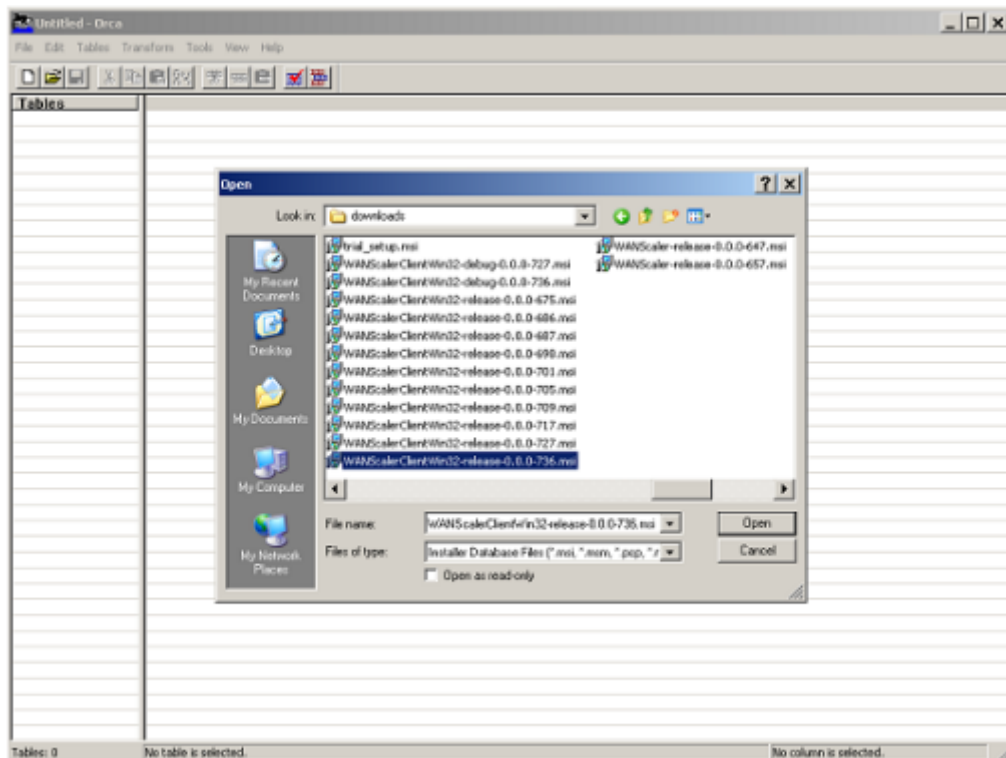 Untitled - Orca
File Edit Tables Transform Tools View Help
Tables
Open
Look in: downloads
trial_setup.msi
WANScalerClientWin32-debug-0.0.0-727.msi
WANScalerClientWin32-debug-0.0.0-736.msi
WANScalerClientWin32-release-0.0.0-675.msi
WANScalerClientWin32-release-0.0.0-686.msi
WANScalerClientWin32-release-0.0.0-687.msi
WANScalerClientWin32-release-0.0.0-698.msi
WANScalerClientWin32-release-0.0.0-701.msi
WANScalerClientWin32-release-0.0.0-705.msi
WANScalerClientWin32-release-0.0.0-709.msi
WANScalerClientWin32-release-0.0.0-717.msi
WANScalerClientWin32-release-0.0.0-727.msi
WANScalerClientWin32-release-0.0.0-736.msi
WANScaler-release-0.0.0-647.msi
WANScaler-release-0.0.0-657.msi
My Recent
Documents
Desktop
My Documents
My Computer
My Network
Places
File name: WANScalerClientWin32-release-0.0.0-736.msi Open
Files of type: Installer Database Files (*.msi, *.msm, *.pcp, *. Cancel
Open as read-only
Tables: 0 No table is selected. No column is selected.